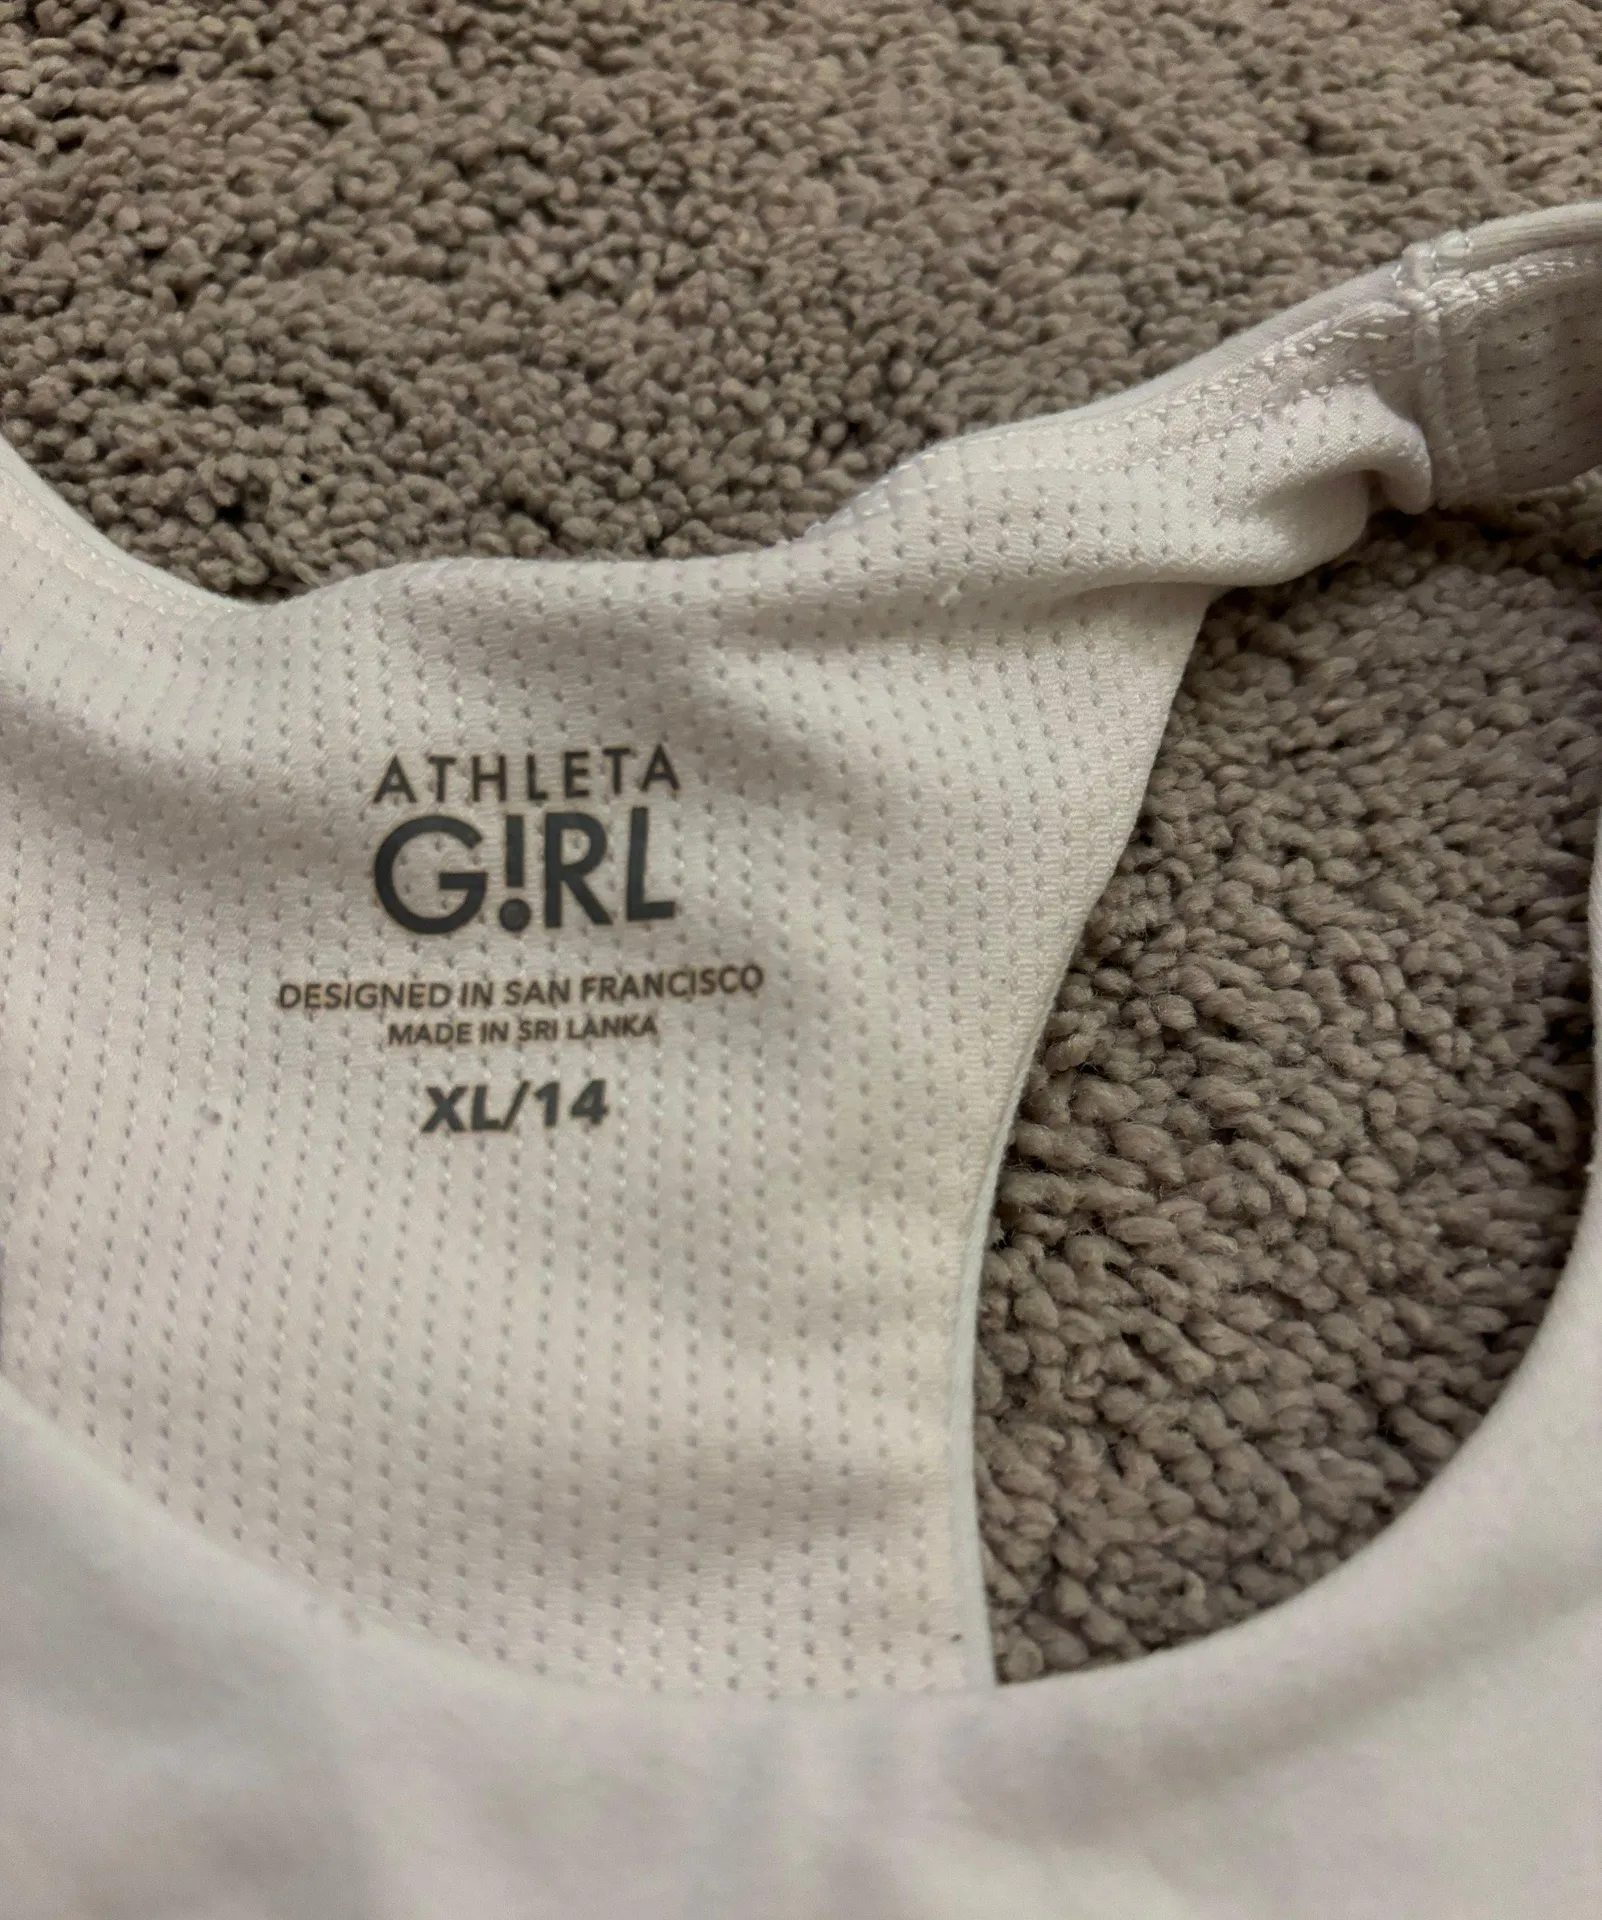 ATHLETA
G!RL
DESIGNED IN SAN FRANCISCO
MADE IN SRI LANKA
XL/14